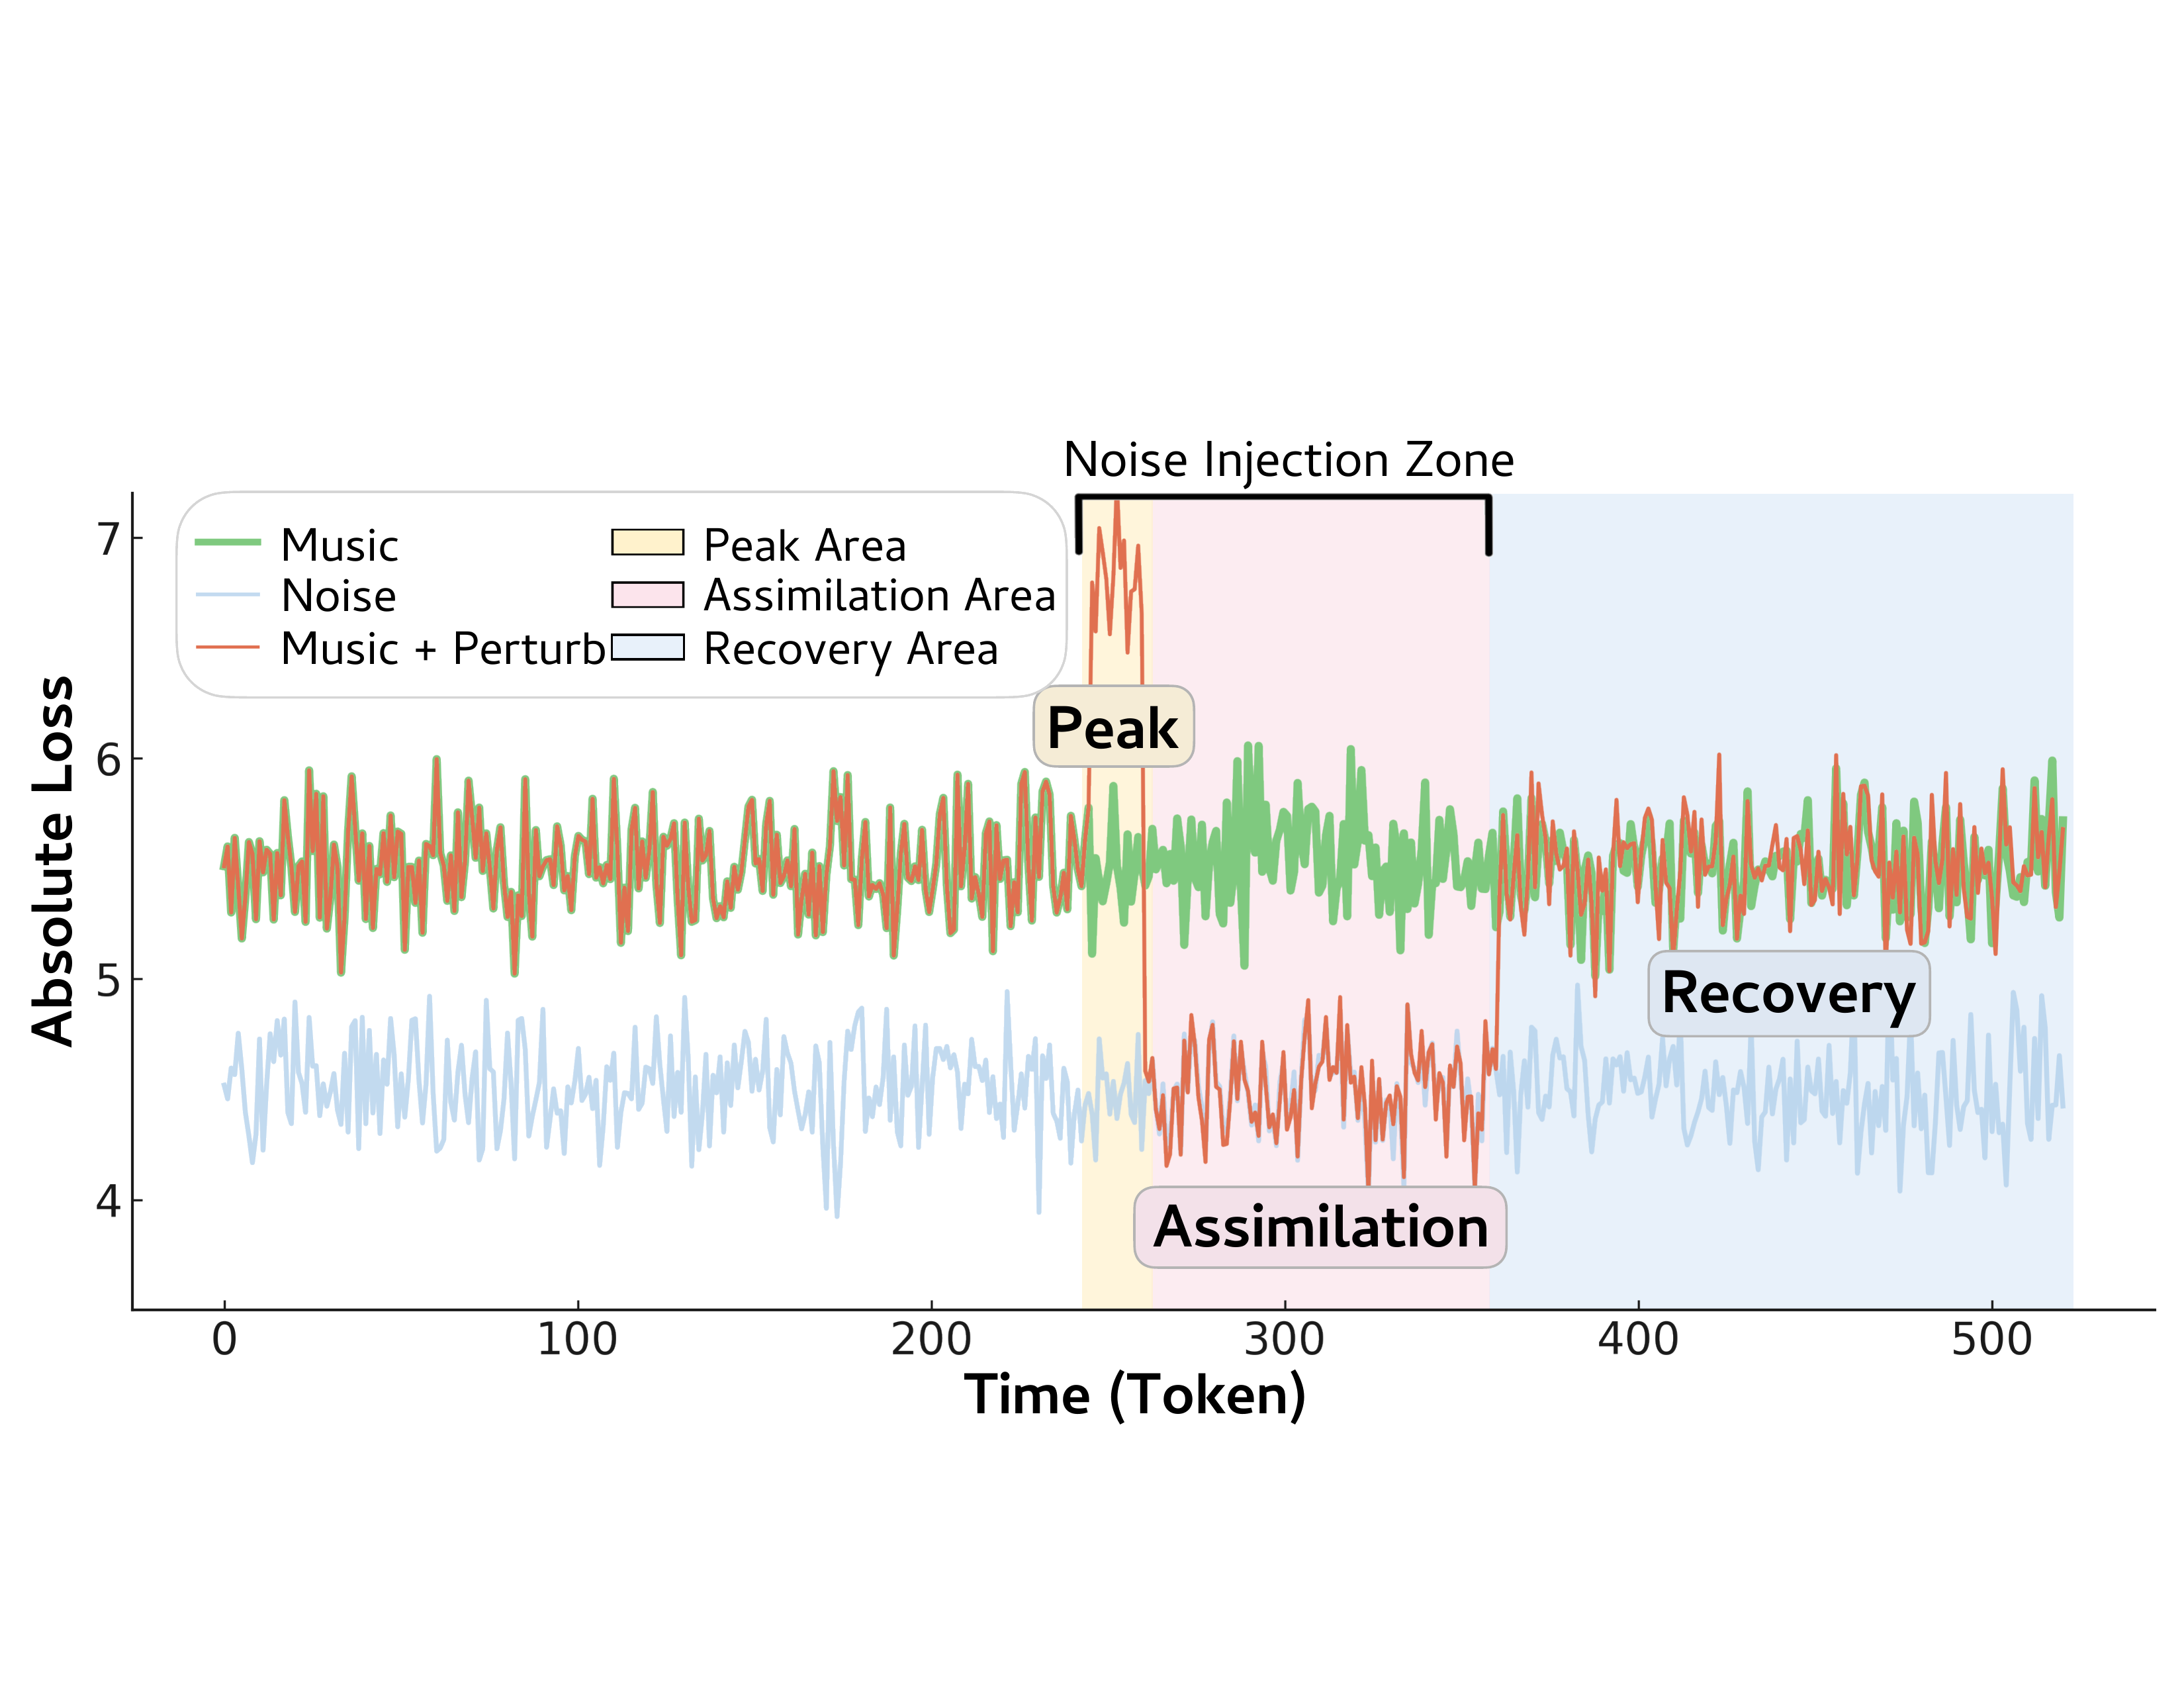 Noise Injection Zone
Music
Noise
Music + Perturb
Peak Area
Assimilation Area
Recovery Area
Peak
Recovery
Assimilation
Absolute Loss
7
6
5
4
0 100 200 300 400 500
Time (Token)